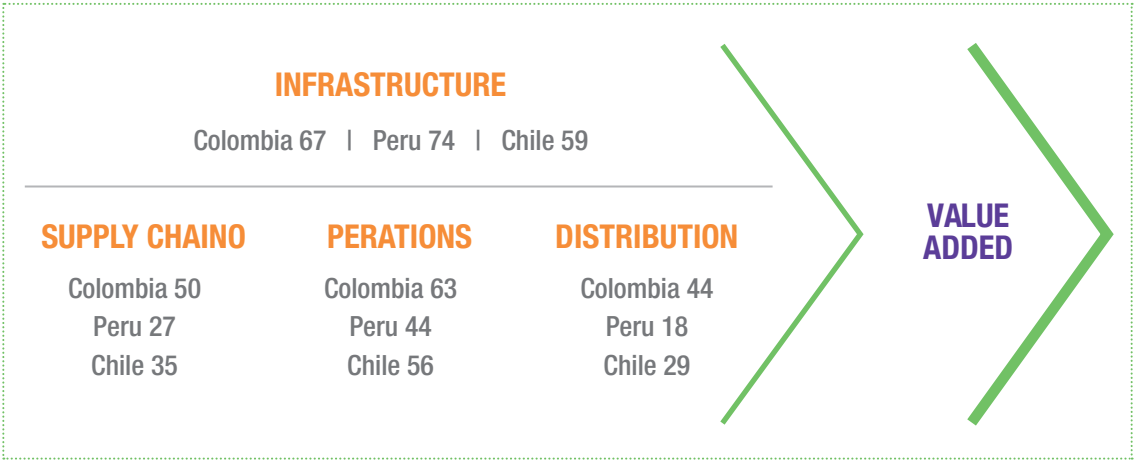 INFRASTRUCTURE
Colombia 67 | Peru 74 | Chile 59
SUPPLY CHAINO
Colombia 50
Peru 27
Chile 35
PERATIONS
Colombia 63
Peru 44
Chile 56
DISTRIBUTION
Colombia 44
Peru 18
Chile 29
VALUE
ADDED